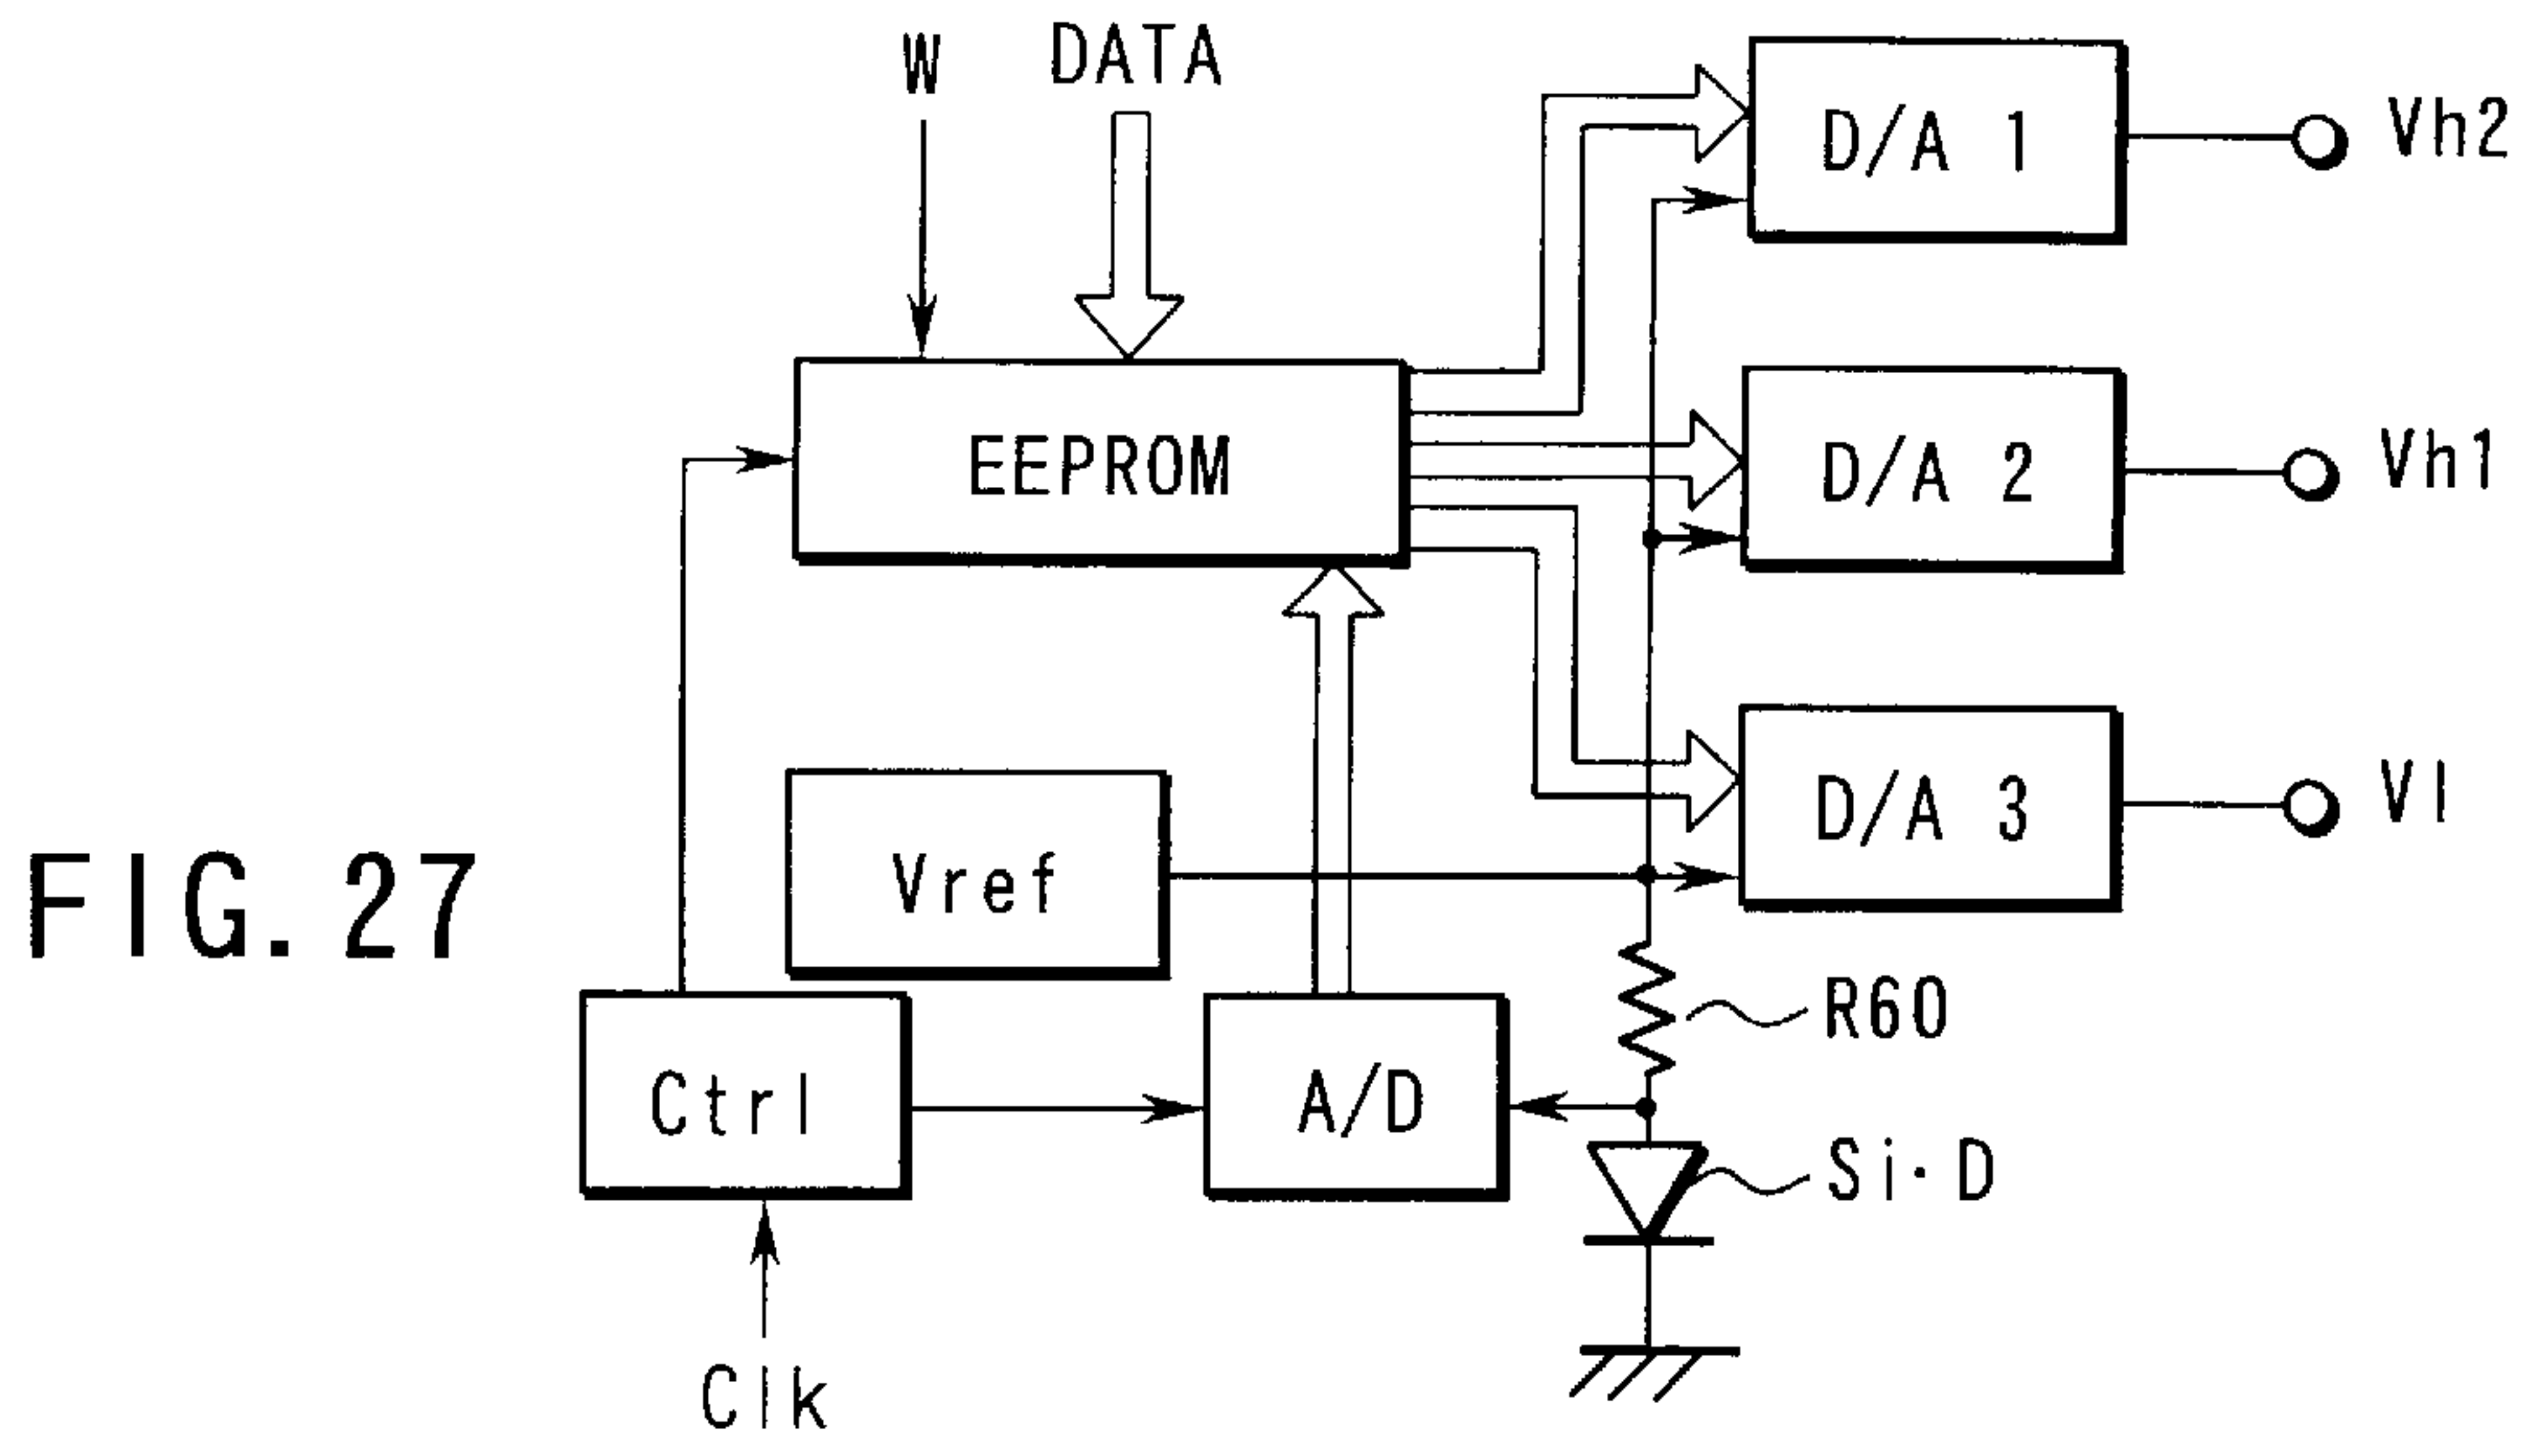 W
DATA
D/A 1
Vh2
EEPROM
D/A 2
Vh1
Vref
D/A 3
Vl
FIG. 27
Ctrl
A/D
R60
Si·D
Clk